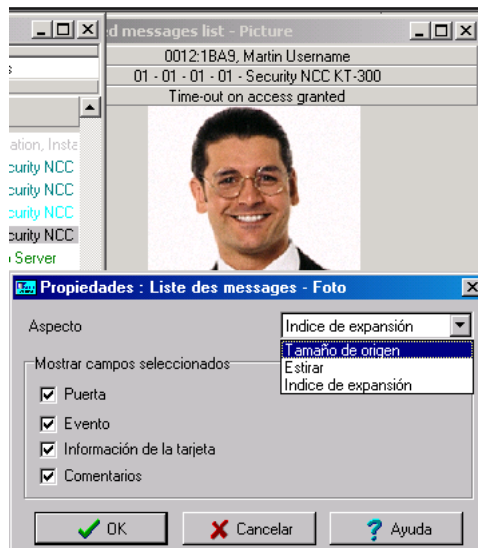 d messages list - Picture
0012:1BA9, Martin Username
01 - 01 - 01 - 01 - Security NCC KT-300
Time-out on access granted
ation, Insta
curity NCC
curity NCC
curity NCC
curity NCC
Server
Propiedades : Liste des messages - Foto
Aspecto
Indice de expansión
Tamaño de origen
Estirar
Indice de expansión
Mostrar campos seleccionados
Puerta
Evento
Información de la tarjeta
Comentarios
OK
Cancelar
Ayuda